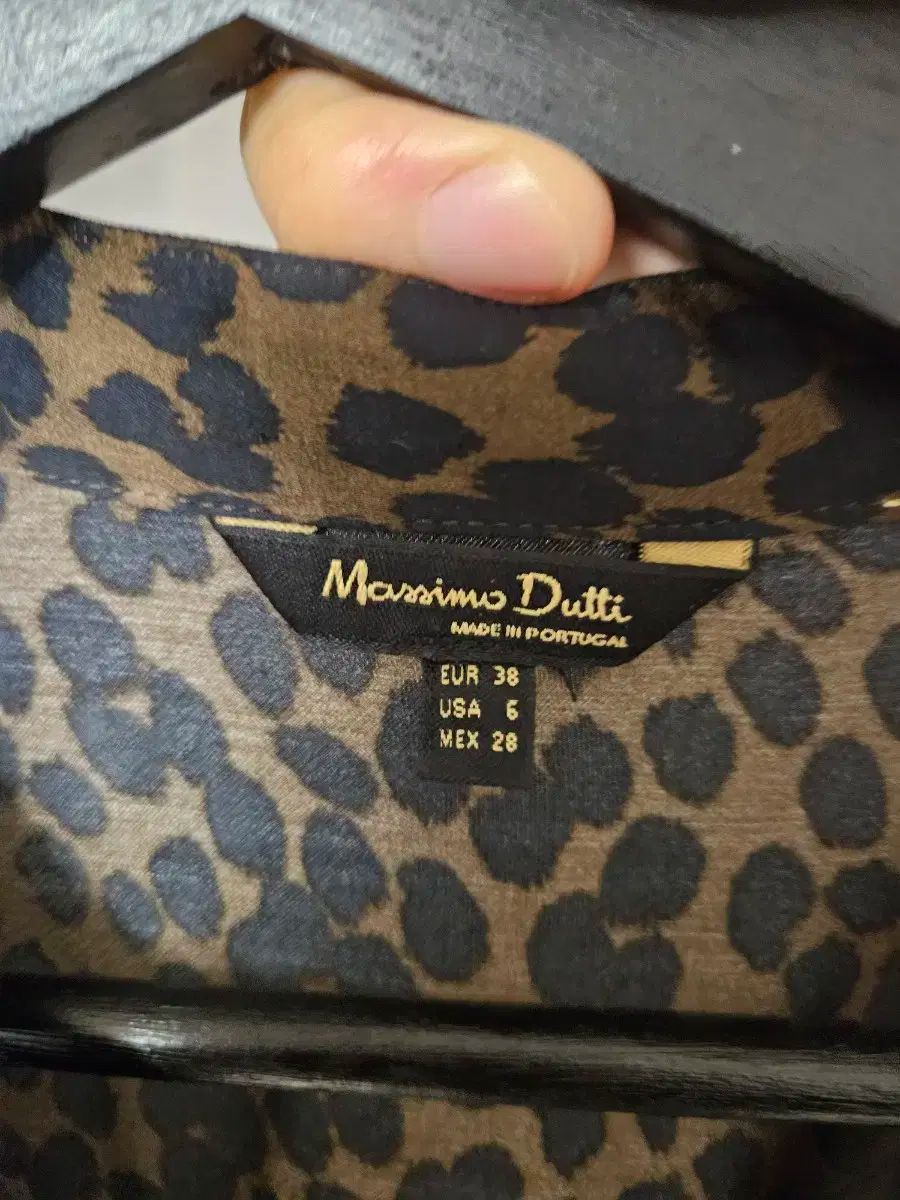 Massimo Dutti
MADE IN PORTUGAL
EUR 38
USA 6
MEX 28